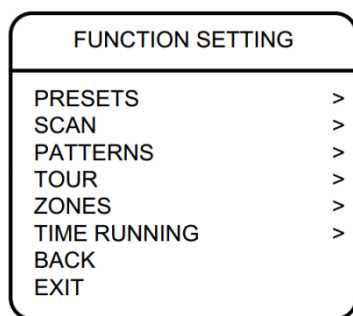 FUNCTION SETTING
PRESETS >
SCAN >
PATTERNS >
TOUR >
ZONES >
TIME RUNNING >
BACK
EXIT